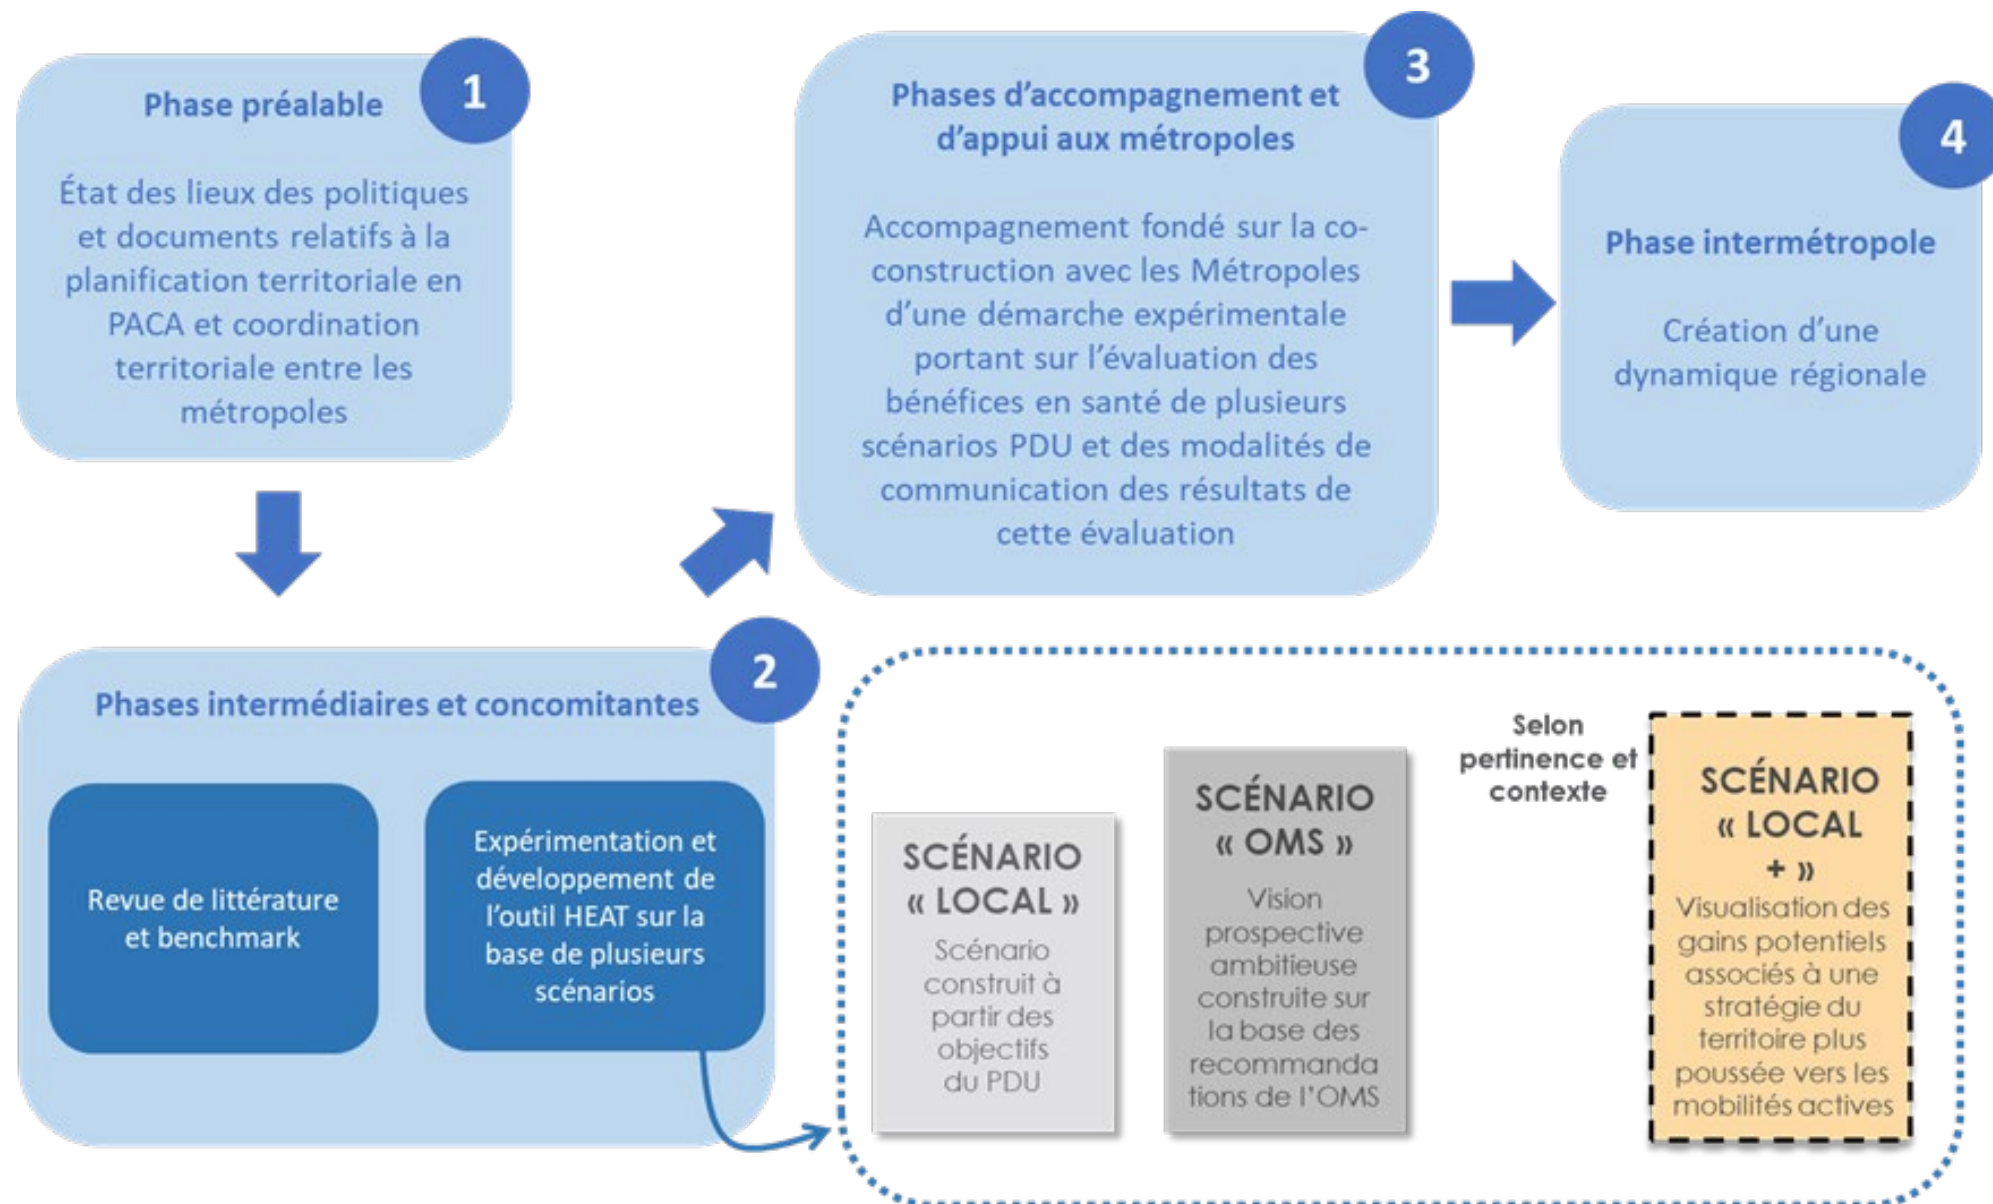 1
Phase préalable
État des lieux des politiques
et documents relatifs à la
planification territoriale en
PACA et coordination
territoriale entre les
métropoles
2
Phases intermédiaires et concomitantes
Revue de littérature
et benchmark
Expérimentation et
développement de
l’outil HEAT sur la
base de plusieurs
scénarios
3
Phases d’accompagnement et
d’appui aux métropoles
Accompagnement fondé sur la co-
construction avec les Métropoles
d’une démarche expérimentale
portant sur l’évaluation des
bénéfices en santé de plusieurs
scénarios PDU et des modalités de
communication des résultats de
cette évaluation
4
Phase intermétropole
Création d’une
dynamique régionale
SCÉNARIO
« LOCAL »
Scénario
construit à
partir des
objectifs
du PDU
SCÉNARIO
« OMS »
Vision
prospective
ambitieuse
construite sur
la base des
recommanda
tions de l’OMS
Selon
pertinence et
contexte
SCÉNARIO
« LOCAL
+ »
Visualisation des
gains potentiels
associés à une
stratégie du
territoire plus
poussée vers les
mobilités actives